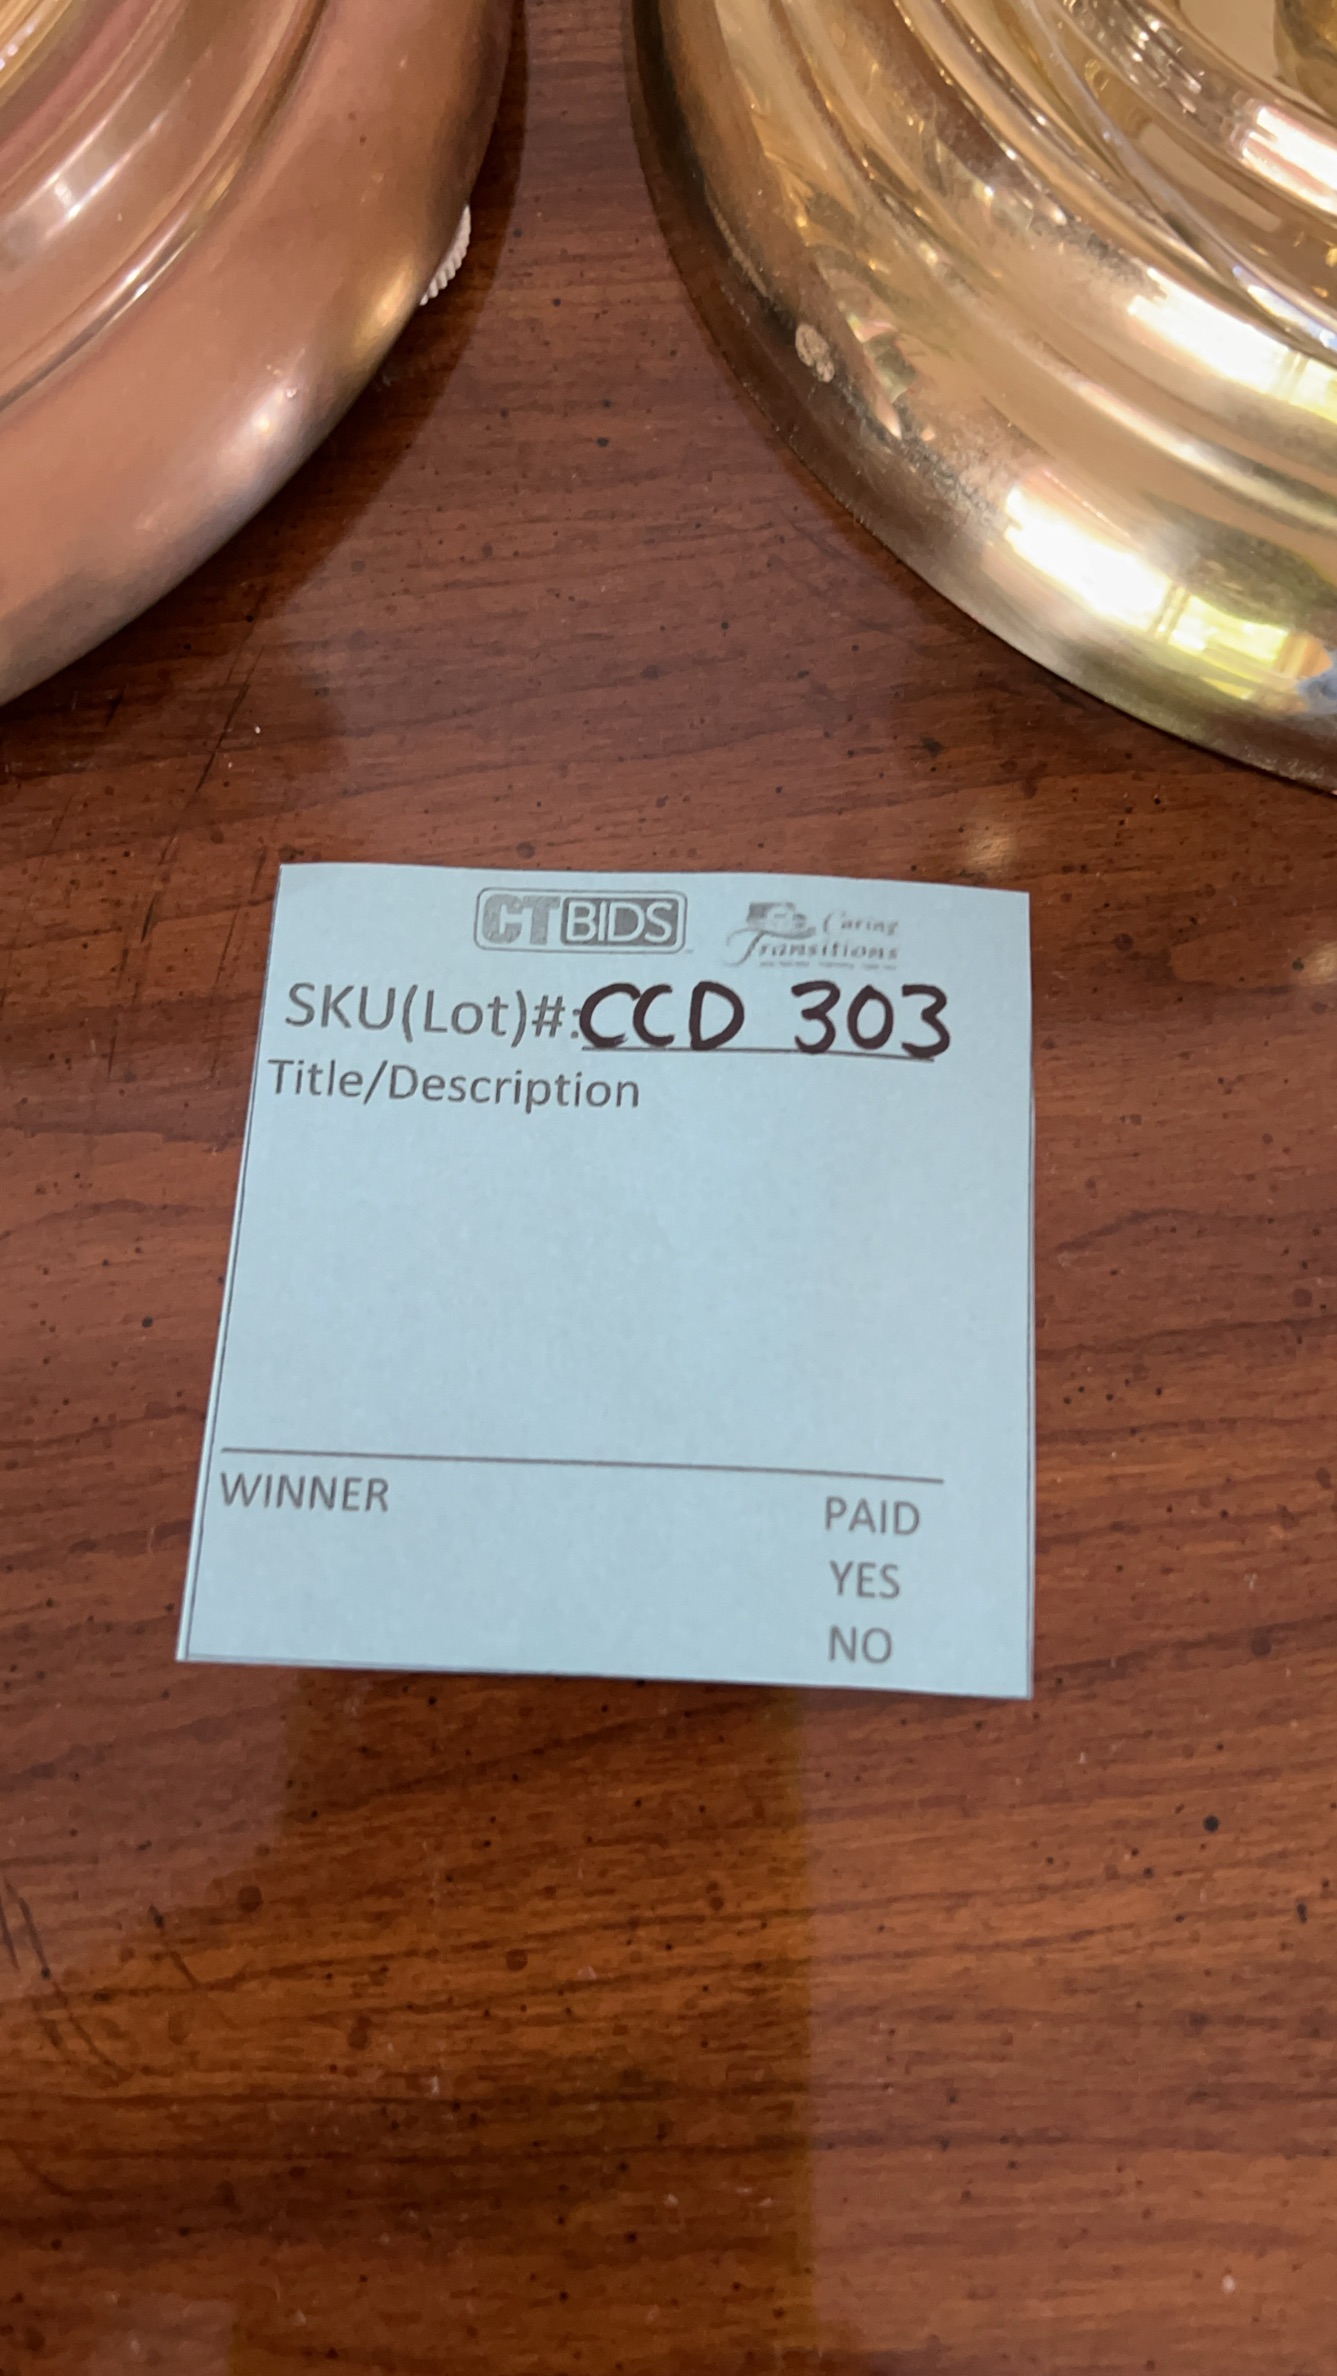 CTBIDS
Caring
Transitions
SKU(Lot)#:CCD 303
Title/Description
WINNER
PAID
YES
NO